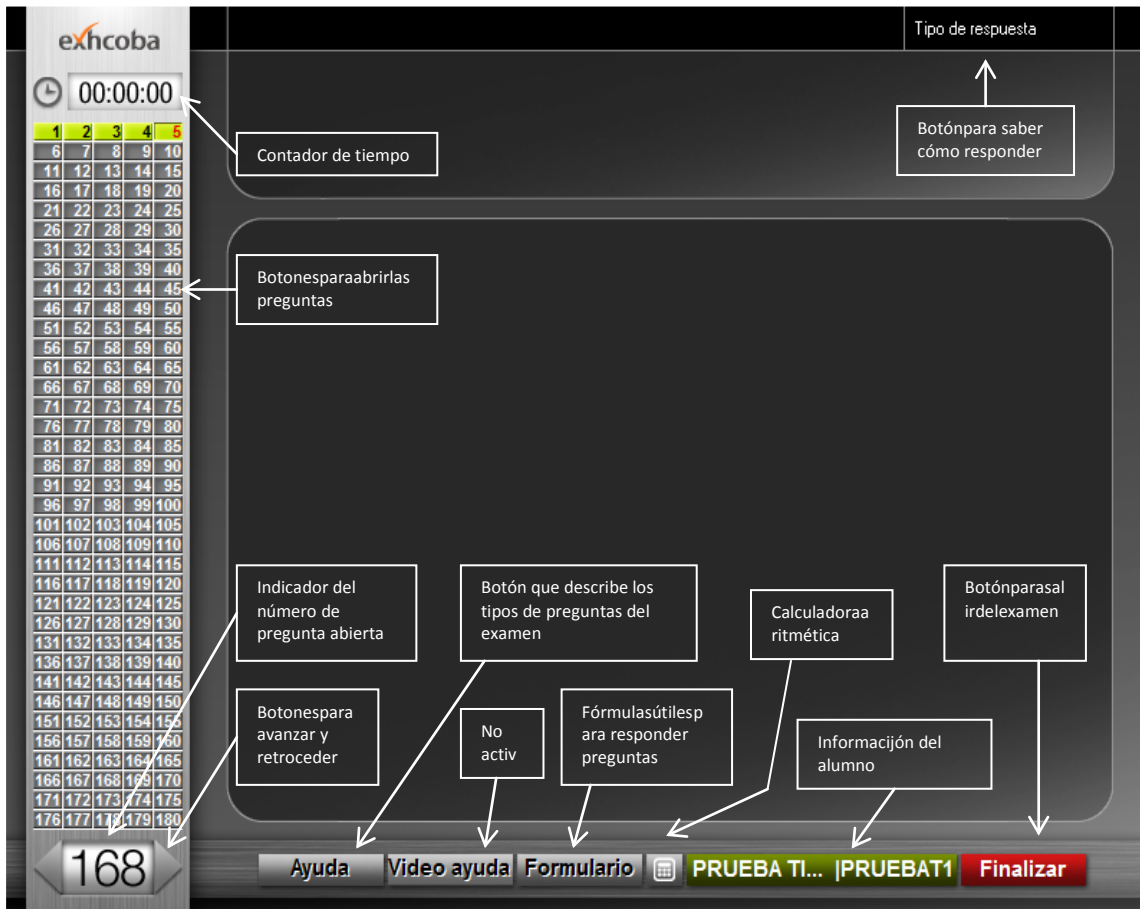 exhcoba
Tipo de respuesta
00:00:00
Botónpara saber
cómo responder
Contador de tiempo
1 2 3 4 5
6 7 8 9 10
11 12 13 14 15
16 17 18 19 20
21 22 23 24 25
26 27 28 29 30
31 32 33 34 35
36 37 38 39 40
41 42 43 44 45
46 47 48 49 50
51 52 53 54 55
56 57 58 59 60
61 62 63 64 65
66 67 68 69 70
71 72 73 74 75
76 77 78 79 80
81 82 83 84 85
86 87 88 89 90
91 92 93 94 95
96 97 98 99 100
101 102 103 104 105
106 107 108 109 110
111 112 113 114 115
116 117 118 119 120
121 122 123 124 125
126 127 128 129 130
131 132 133 134 135
136 137 138 139 140
141 142 143 144 145
146 147 148 149 150
151 152 153 154 155
156 157 158 159 160
161 162 163 164 165
166 167 168 169 170
171 172 173 174 175
176 177 178 179 180
Botonesparaabrirlas
preguntas
Indicador del
número de
pregunta abierta
Botón que describe los
tipos de preguntas del
examen
Calculadoraa
ritmética
Botónparasal
irdelexamen
Botonespara
avanzar y
retroceder
No
activ
Fórmulasútilesp
ara responder
preguntas
Informacijón del
alumno
168
Ayuda
Video ayuda
Formulario
PRUEBA TI... |PRUEBAT1
Finalizar